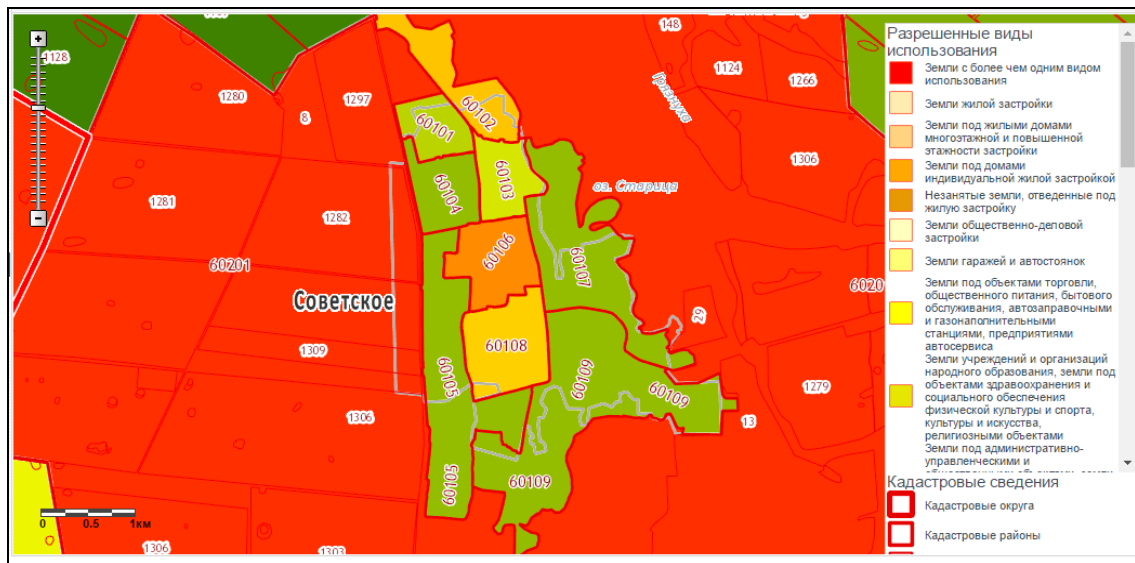 148
1128
1124
1266
1280
1297
8
Грязнуха
60101
60102
1306
оз. Старица
60103
60104
1281
1282
60106
60107
60201
6020
Советское
29
1309
60108
60105
60109
60109
1279
1306
13
60105
60109
0 0.5 1км
1306
1303
Разрешенные виды
использования
Земли с более чем одним видом
использования
Земли жилой застройки
Земли под жилыми домами
многоэтажной и повышенной
этажности застройки
Земли под домами
индивидуальной жилой застройкой
Незанятые земли, отведенные под
жилую застройку
Земли общественно-деловой
застройки
Земли гаражей и автостоянок
Земли под объектами торговли,
общественного питания, бытового
обслуживания, автозаправочными
и газонаполнительными
станциями, предприятиями
автосервиса
Земли учреждений и организаций
народного образования, земли под
объектами здравоохранения и
социального обеспечения
физической культуры и спорта,
культуры и искусства,
религиозными объектами
Земли под административно-
управленческими и
Кадастровые сведения
Кадастровые округа
Кадастровые районы